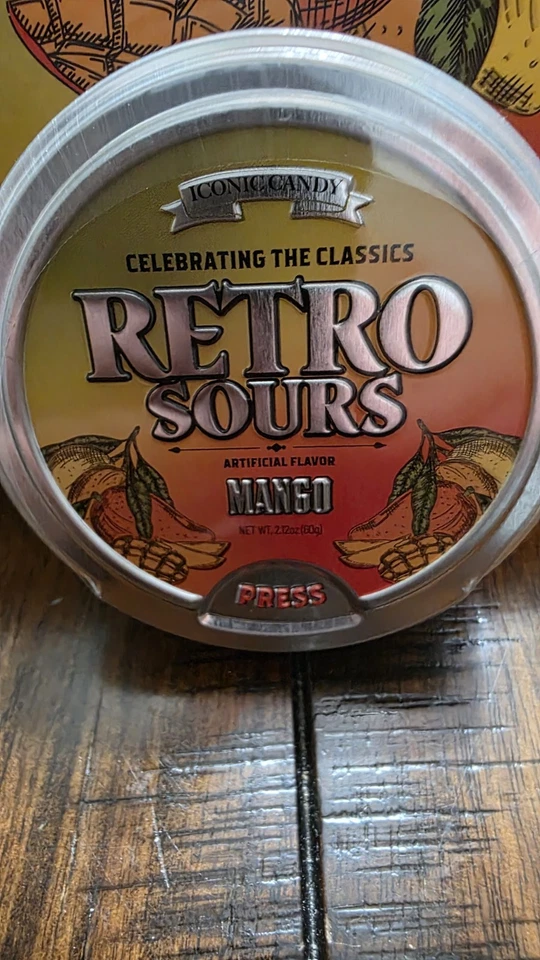 ICONIC CANDY
CELEBRATING THE CLASSICS
RETRO
SOURS
ARTIFICIAL FLAVOR
MANGO
NET WT. 2.12oz (60g)
PRESS